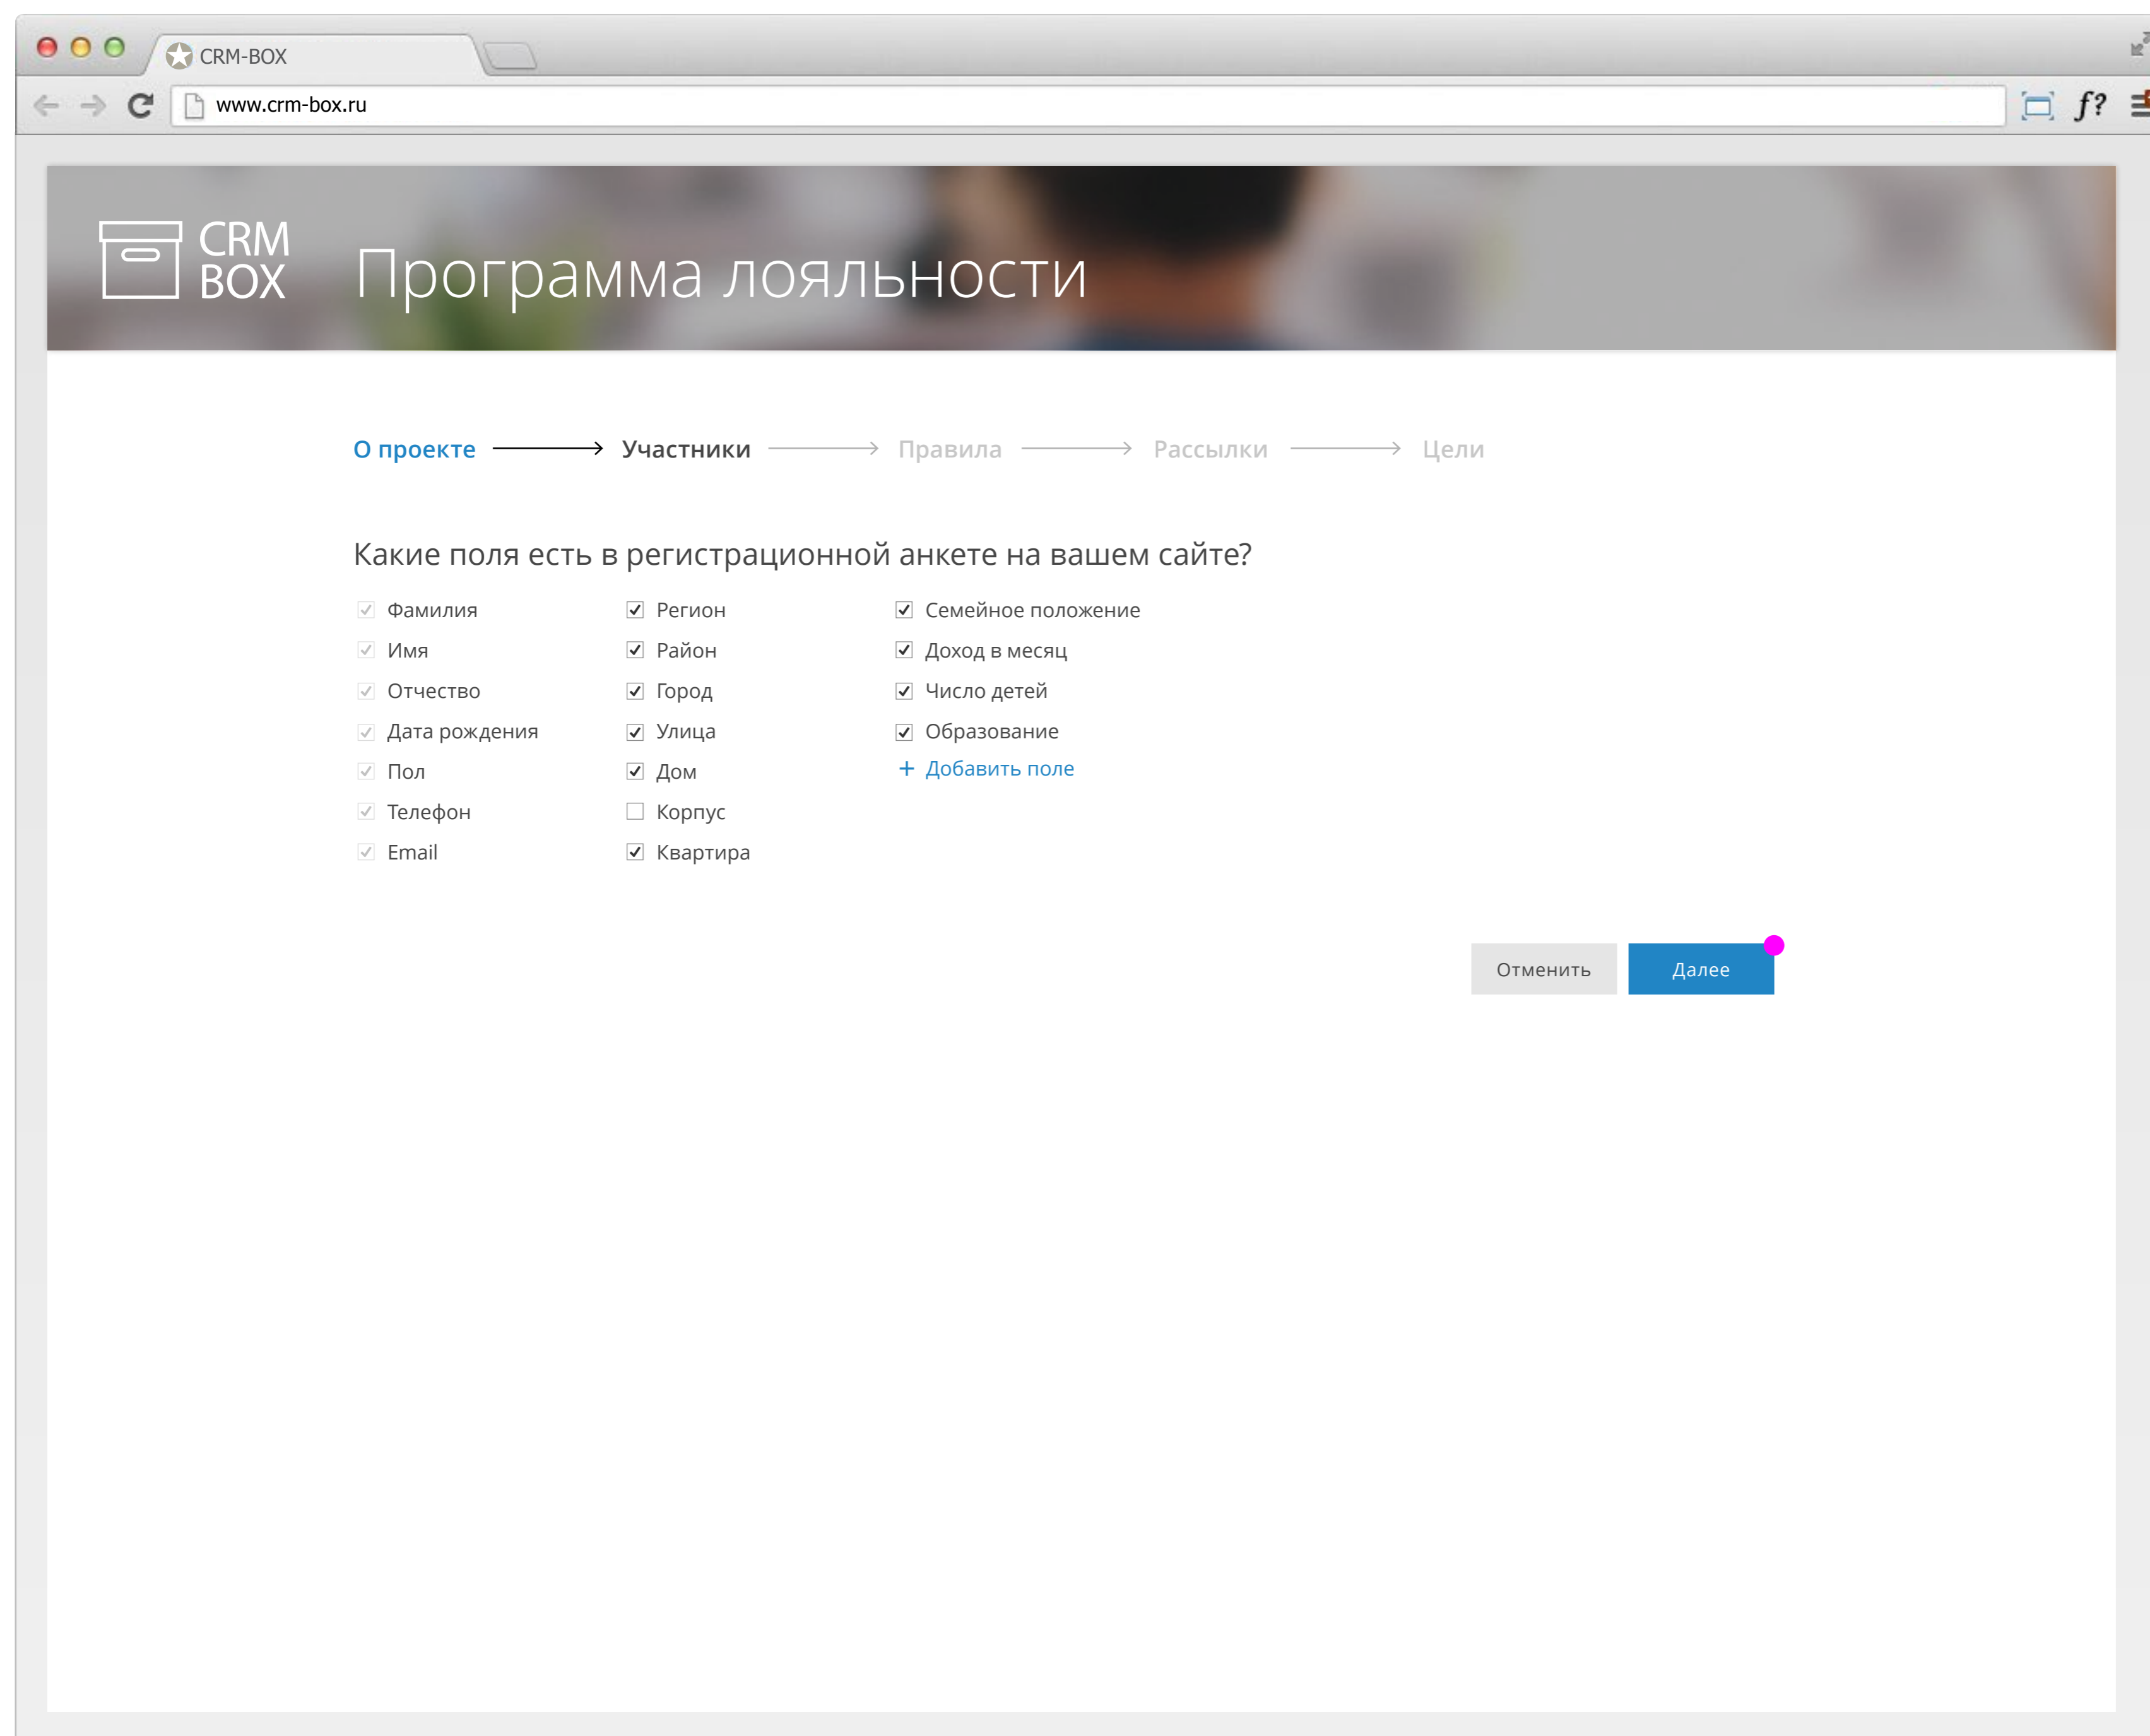 CRM-BOX
www.crm-box.ru
f?
CRM
BOX
Программа лояльности
О проекте Участники Правила Рассылки Цели
Какие поля есть в регистрационной анкете на вашем сайте?
Фамилия
Имя
Отчество
Дата рождения
Пол
Телефон
Email
Регион
Район
Город
Улица
Дом
Корпус
Квартира
Семейное положение
Доход в месяц
Число детей
Образование
+ Добавить поле
Отменить
Далее